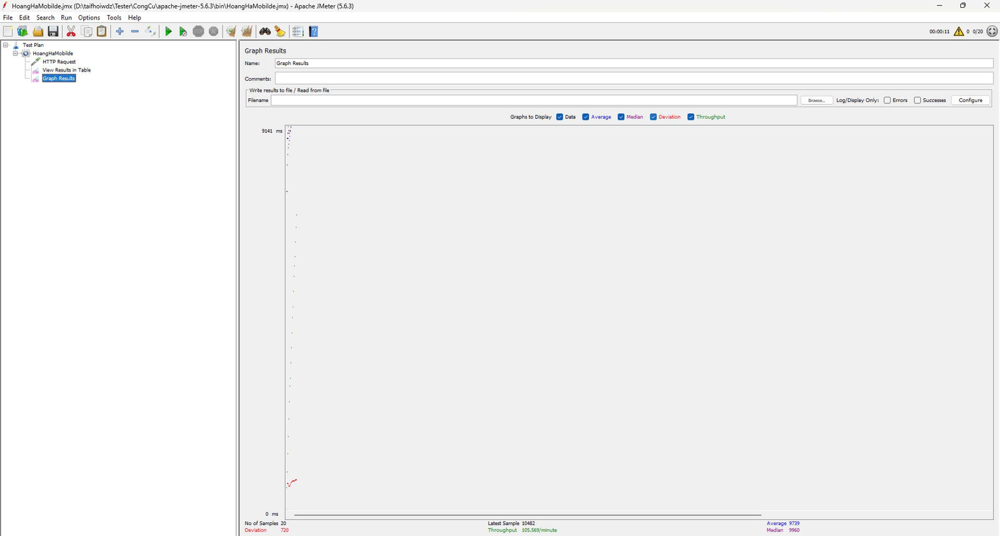 HoangHaMobilde.jmx (D:\taifhoiwdz\Tester\CongCu\apache-jmeter-5.6.3\bin\HoangHaMobilde.jmx) - Apache JMeter (5.6.3)
File Edit Search Run Options Tools Help
00:00:11 0 0/20
Test Plan
HoangHaMobilde
HTTP Request
View Results in Table
Graph Results
Graph Results
Name: Graph Results
Comments:
Write results to file / Read from file
Filename Browse... Log/Display Only: Errors Successes Configure
Graphs to Display Data Average Median Deviation Throughput
9141 ms
0 ms
No of Samples 20 Latest Sample 10482 Average 9739
Deviation 720 Throughput 105.569/minute Median 9960